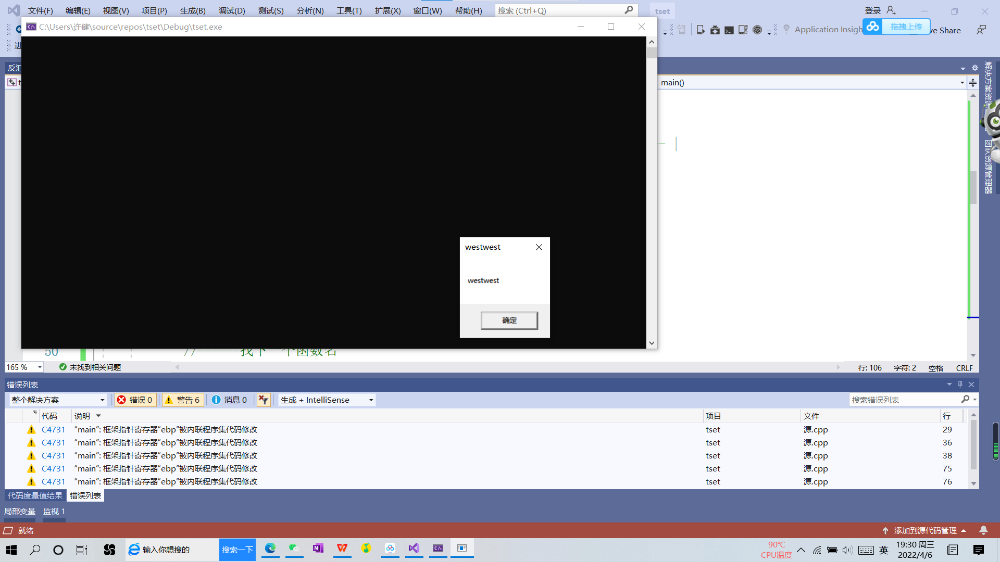 文件(F) 编辑(E) 视图(V) 项目(P) 生成(B) 调试(D) 测试(S) 分析(N) 工具(T) 扩展(X) 窗口(W) 帮助(H) 搜索 (Ctrl+Q) tset 登录
C:\Users\许健\source\repos\tset\Debug\tset.exe
Application Insigh
拖拽上传
ve Share
进
反汇
main()
解决方案资源
团队资源管理器
westwest
westwest
确定
50 //------找下一个函数名
165 % 未找到相关问题 行: 106 字符: 2 空格 CRLF
错误列表
整个解决方案 错误 0 警告 6 消息 0 生成 + IntelliSense 搜索错误列表
代码 说明 项目 文件 行
C4731 “main”: 框架指针寄存器“ebp”被内联程序集代码修改 tset 源.cpp 29
C4731 “main”: 框架指针寄存器“ebp”被内联程序集代码修改 tset 源.cpp 36
C4731 “main”: 框架指针寄存器“ebp”被内联程序集代码修改 tset 源.cpp 38
C4731 “main”: 框架指针寄存器“ebp”被内联程序集代码修改 tset 源.cpp 75
C4731 “main”: 框架指针寄存器“ebp”被内联程序集代码修改 tset 源.cpp 76
代码度量值结果 错误列表
局部变量 监视 1
就绪 添加到源代码管理
输入你想搜的 搜索一下
90℃
CPU温度
英
19:30 周三
2022/4/6